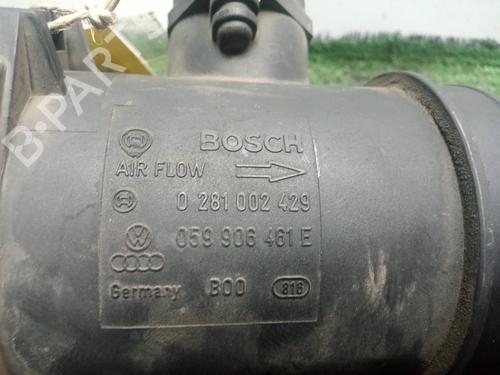 BOSCH
AIR FLOW
0 281 002 429
059 906 461 E
Germany B00 816
B-PARTS